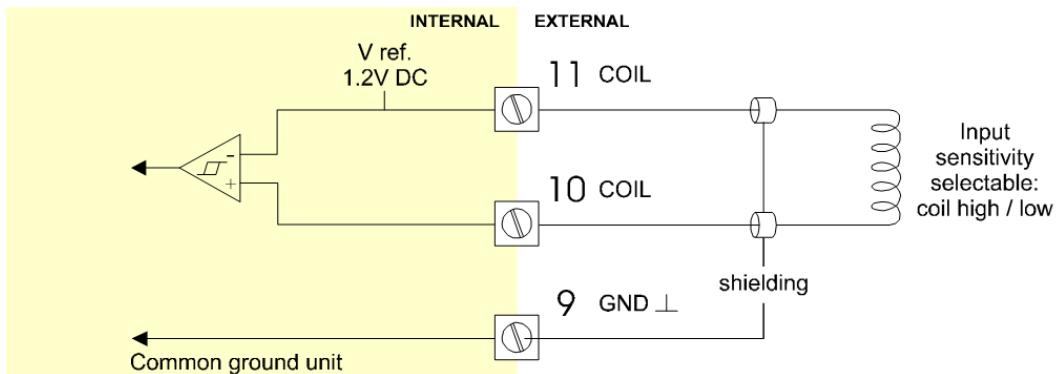 INTERNAL EXTERNAL
V ref.
1.2V DC
11 COIL
-
+
10 COIL
Input
sensitivity
selectable:
coil high / low
shielding
9 GND ⊥
Common ground unit